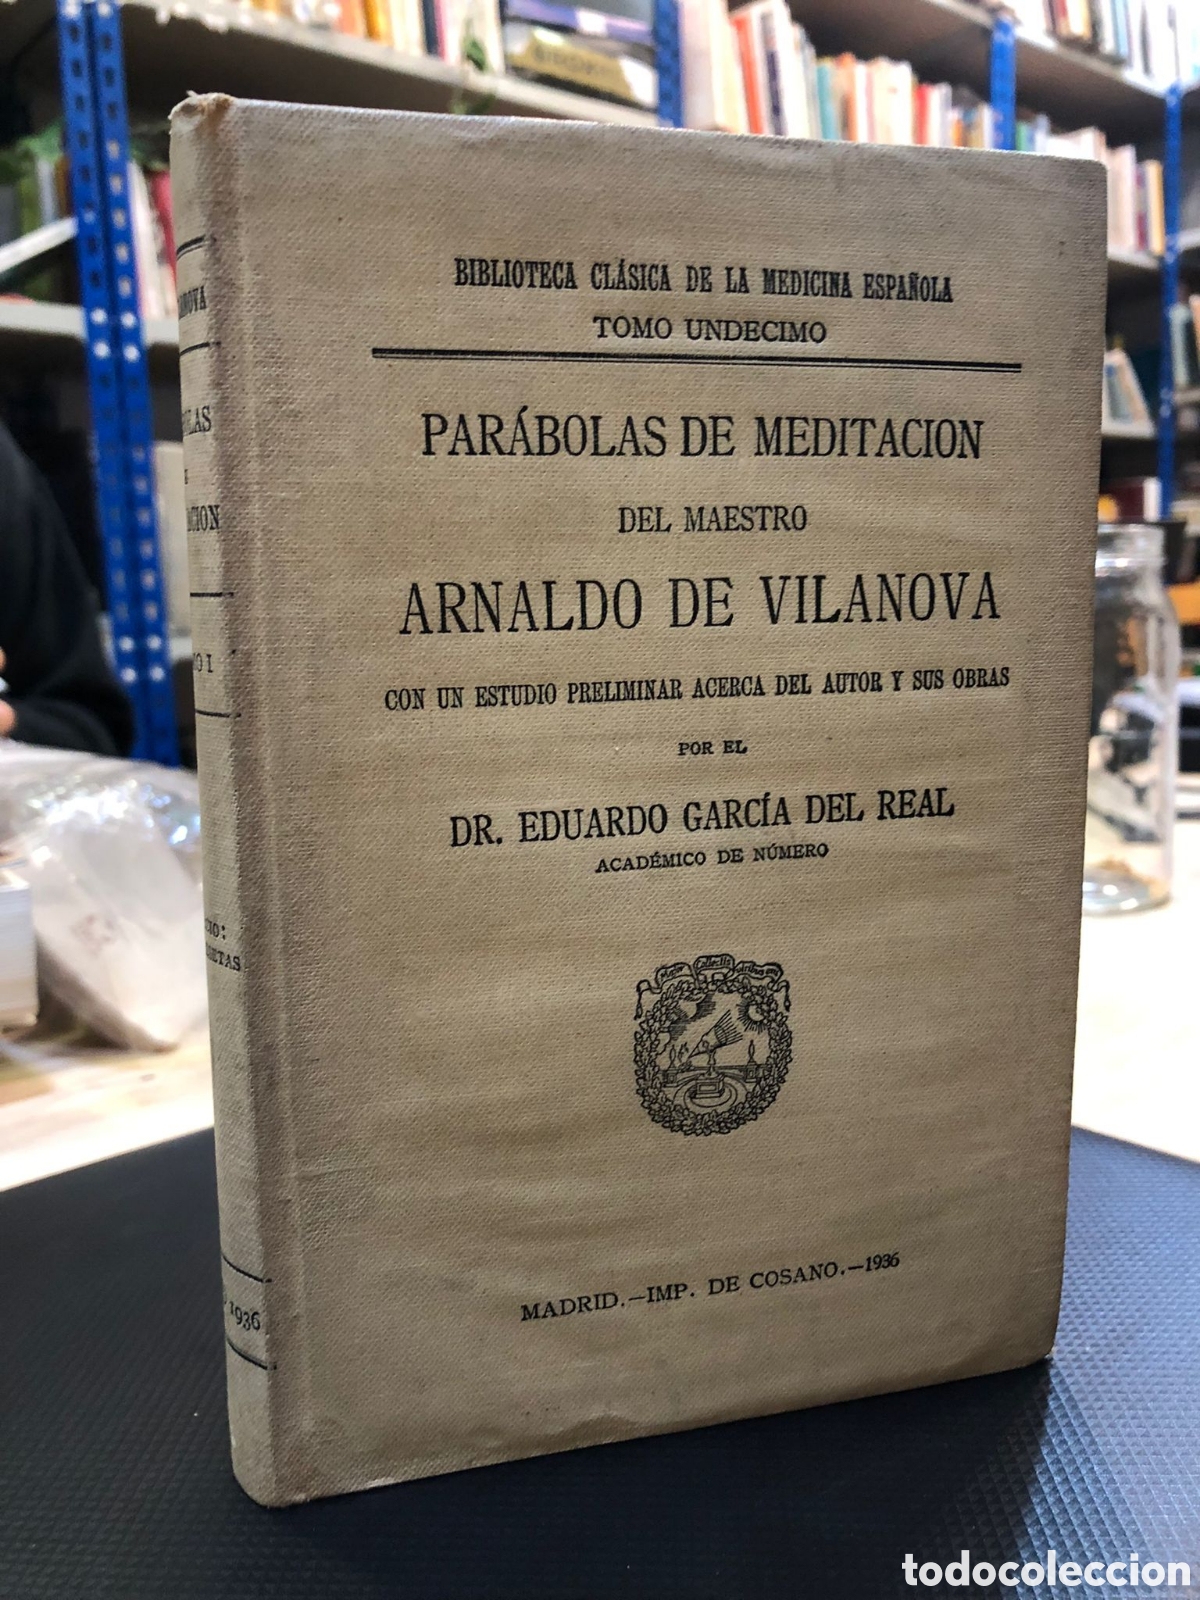 BIBLIOTECA CLÁSICA DE LA MEDICINA ESPAÑOLA
TOMO UNDECIMO
PARÁBOLAS DE MEDITACION
DEL MAESTRO
ARNALDO DE VILANOVA
CON UN ESTUDIO PRELIMINAR ACERCA DEL AUTOR Y SUS OBRAS
POR EL
DR. EDUARDO GARCÍA DEL REAL
ACADÉMICO DE NÚMERO
MADRID.—IMP. DE COSANO.—1936
1936
todocoleccion